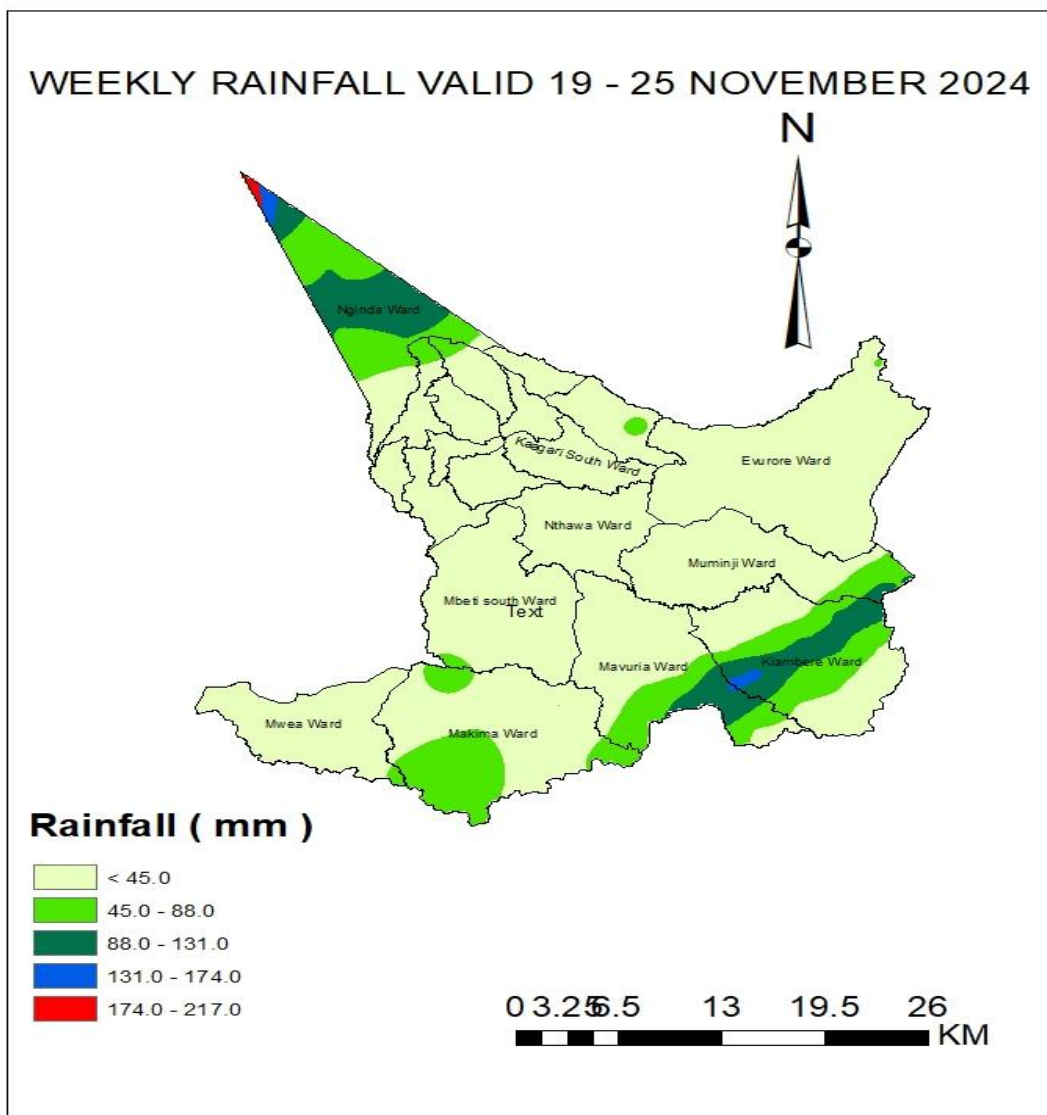 WEEKLY RAINFALL VALID 19 - 25 NOVEMBER 2024
N
Nginda Ward
Kaagari South Ward
Evurore Ward
Nthawa Ward
Muminji Ward
Mbeti south Ward
Text
Mavuria Ward
Kiambere Ward
Mwea Ward
Makima Ward
Rainfall ( mm )
< 45.0
45.0 - 88.0
88.0 - 131.0
131.0 - 174.0
174.0 - 217.0
0 3.25 6.5 13 19.5 26
KM